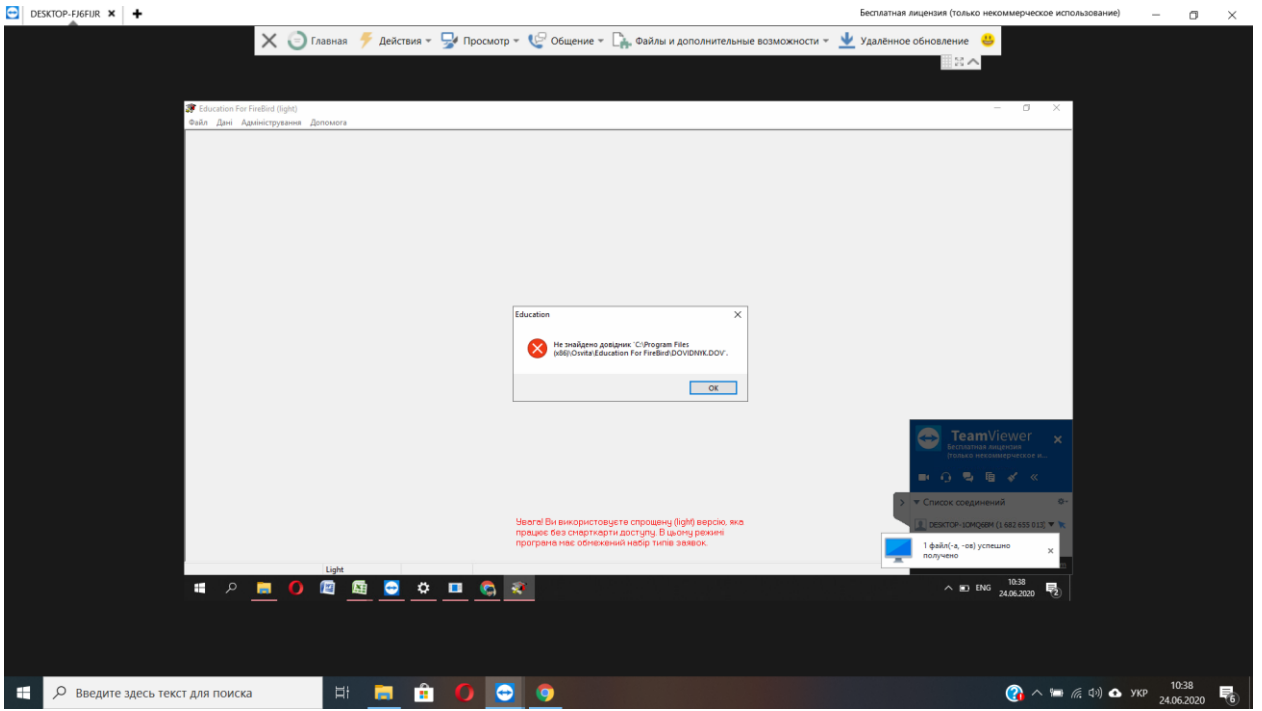 DESKTOP-FJ6FIJR
Бесплатная лицензия (только некоммерческое использование)
Главная Действия Просмотр Общение Файлы и дополнительные возможности Удалённое обновление
Education For FireBird (light)
Файл Дані Адміністрування Допомога
Education
Не знайдено довідник 'C:\Program Files
(x86)\Osvita\Education For FireBird\DOVIDNYK.DOV'.
OK
TeamViewer
Бесплатная лицензия
(только некоммерческое и...
Список соединений
DESKTOP-1OMQ6BM (1 682 655 013)
1 файл(-а, -ов) успешно
получено
Увага! Ви використовуєте спрощену (light) версію, яка
працює без смарткарти доступу. В цьому режимі
програма має обмежений набір типів заявок.
Light
ENG
10:38
24.06.2020
2
Введите здесь текст для поиска
УКР
10:38
24.06.2020
6